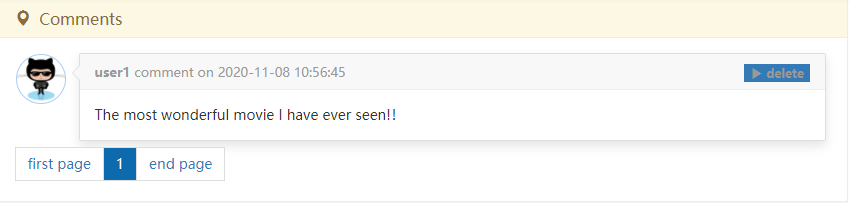 Comments
user1 comment on 2020-11-08 10:56:45
▶ delete
The most wonderful movie I have ever seen!!
first page 1 end page